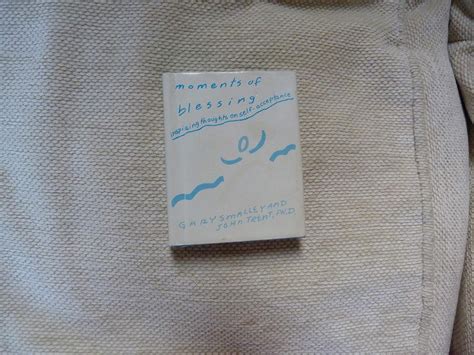 moments of
blessing
inspiring thoughts on self-acceptance
GARY SMALLEY AND
JOHN TRENT, Ph.D.